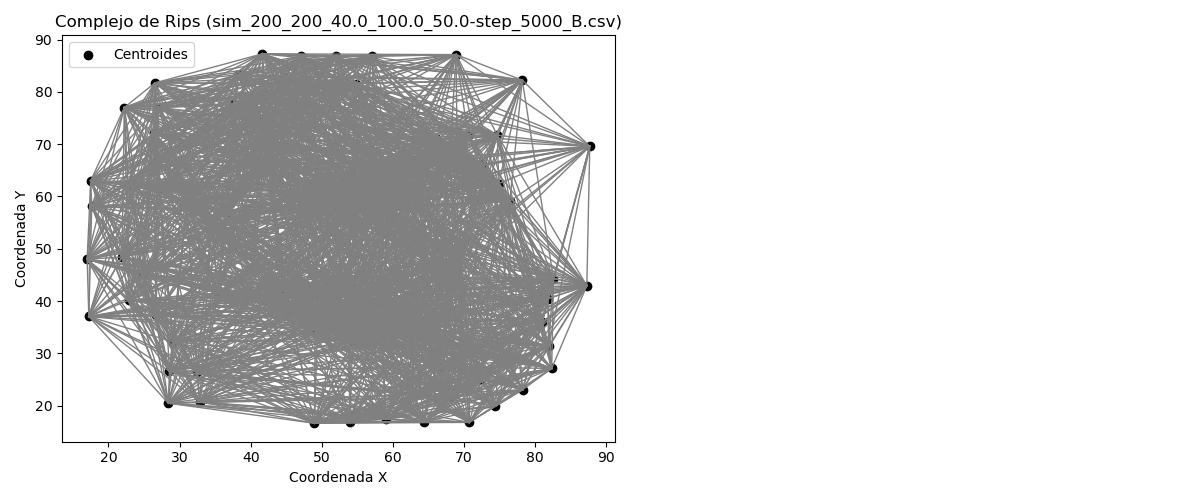 Complejo de Rips (sim_200_200_40.0_100.0_50.0-step_5000_B.csv)
Centroides
90
80
70
60
50
40
30
20
Coordenada Y
20 30 40 50 60 70 80 90
Coordenada X